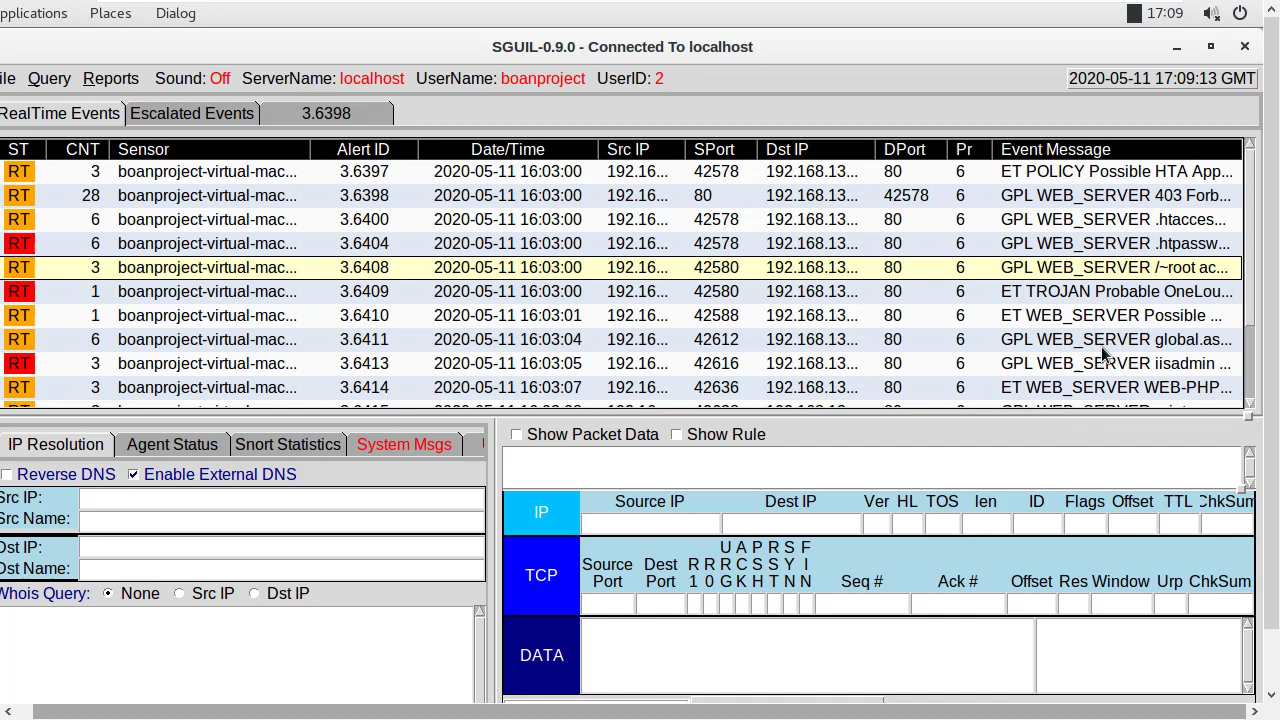 pplications Places Dialog 17:09
SGUIL-0.9.0 - Connected To localhost
ile Query Reports Sound: Off ServerName: localhost UserName: boanproject UserID: 2 2020-05-11 17:09:13 GMT
RealTime Events Escalated Events 3.6398
ST CNT Sensor Alert ID Date/Time Src IP SPort Dst IP DPort Pr Event Message
RT 3 boanproject-virtual-mac... 3.6397 2020-05-11 16:03:00 192.16... 42578 192.168.13... 80 6 ET POLICY Possible HTA App...
RT 28 boanproject-virtual-mac... 3.6398 2020-05-11 16:03:00 192.16... 80 192.168.13... 42578 6 GPL WEB_SERVER 403 Forb...
RT 6 boanproject-virtual-mac... 3.6400 2020-05-11 16:03:00 192.16... 42578 192.168.13... 80 6 GPL WEB_SERVER .htacces...
RT 6 boanproject-virtual-mac... 3.6404 2020-05-11 16:03:00 192.16... 42578 192.168.13... 80 6 GPL WEB_SERVER .htpassw...
RT 3 boanproject-virtual-mac... 3.6408 2020-05-11 16:03:00 192.16... 42580 192.168.13... 80 6 GPL WEB_SERVER /~root ac...
RT 1 boanproject-virtual-mac... 3.6409 2020-05-11 16:03:00 192.16... 42580 192.168.13... 80 6 ET TROJAN Probable OneLou...
RT 1 boanproject-virtual-mac... 3.6410 2020-05-11 16:03:01 192.16... 42588 192.168.13... 80 6 ET WEB_SERVER Possible ...
RT 6 boanproject-virtual-mac... 3.6411 2020-05-11 16:03:04 192.16... 42612 192.168.13... 80 6 GPL WEB_SERVER global.as...
RT 3 boanproject-virtual-mac... 3.6413 2020-05-11 16:03:05 192.16... 42616 192.168.13... 80 6 GPL WEB_SERVER iisadmin ...
RT 3 boanproject-virtual-mac... 3.6414 2020-05-11 16:03:07 192.16... 42636 192.168.13... 80 6 ET WEB_SERVER WEB-PHP...
IP Resolution Agent Status Snort Statistics System Msgs
Show Packet Data Show Rule
Reverse DNS Enable External DNS
Src IP:
Src Name:
Dst IP:
Dst Name:
Whois Query: None Src IP Dst IP
IP Source IP Dest IP Ver HL TOS len ID Flags Offset TTL ChkSum
TCP Source Port Dest Port R1 R0 URG ACK PSH RST SYN FIN Seq # Ack # Offset Res Window Urp ChkSum
DATA